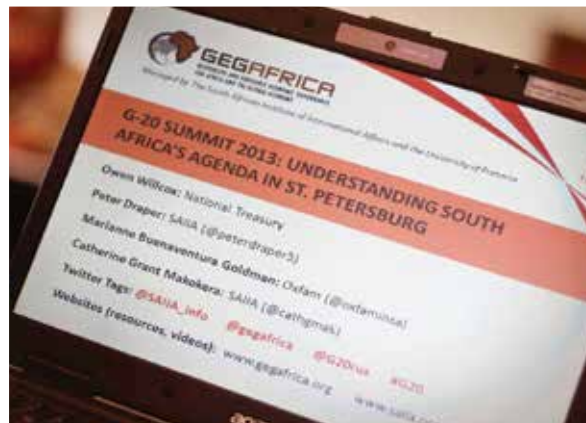 GEGAFRICA
Managed by The South African Institute of International Affairs and the University of Pretoria
G-20 SUMMIT 2013: UNDERSTANDING SOUTH
AFRICA'S AGENDA IN ST. PETERSBURG
Owen Willcox: National Treasury
Peter Draper: SAIIA (@peterdraper5)
Marianne Buenaventura Goldman: Oxfam (@oxfaminsa)
Catherine Grant Makokera: SAIIA (@cathgmak)
Twitter Tags: @SAIIA_info @gegafrica @G20rus #G20
Websites (resources, videos): www.gegafrica.org www.saiia
acer